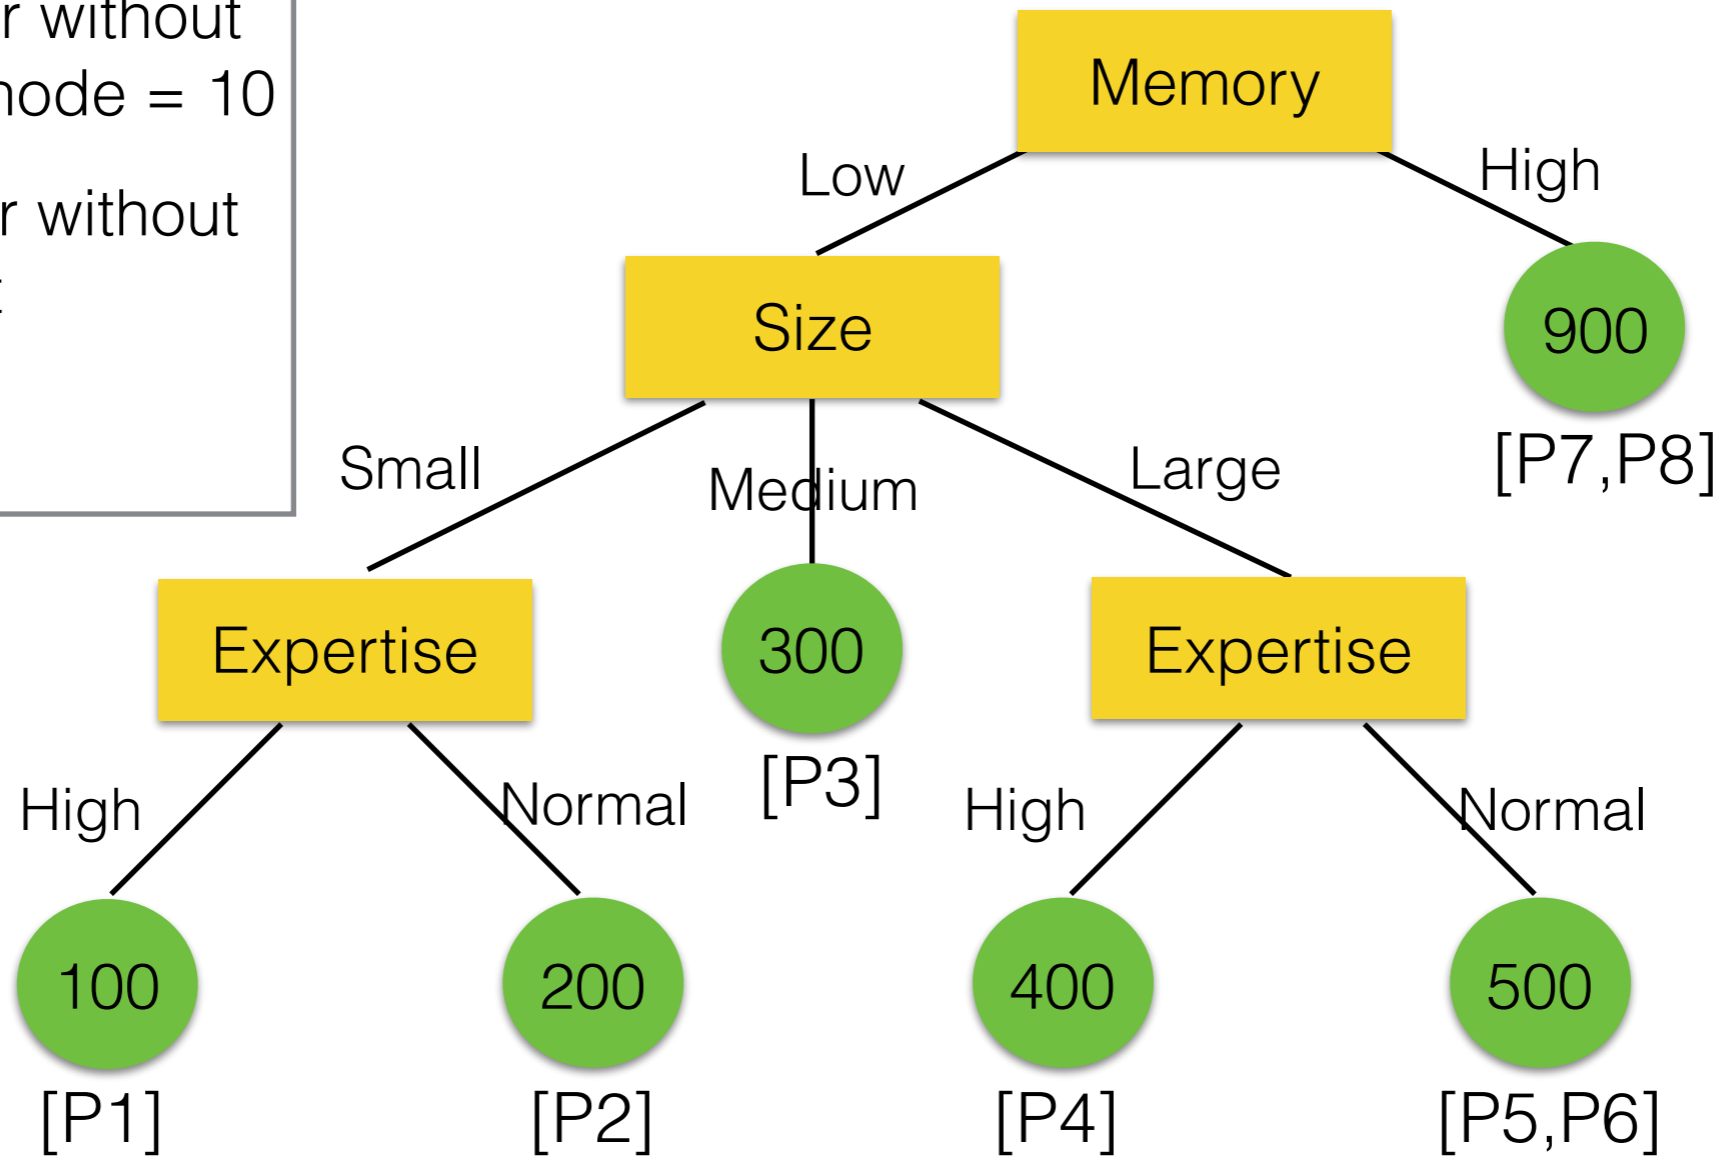 r without
node = 10
r without
Memory
Low
High
Size
900
[P7,P8]
Small
Medium
Large
Expertise
300
Expertise
[P3]
High
Normal
High
Normal
100
200
400
500
[P1]
[P2]
[P4]
[P5,P6]